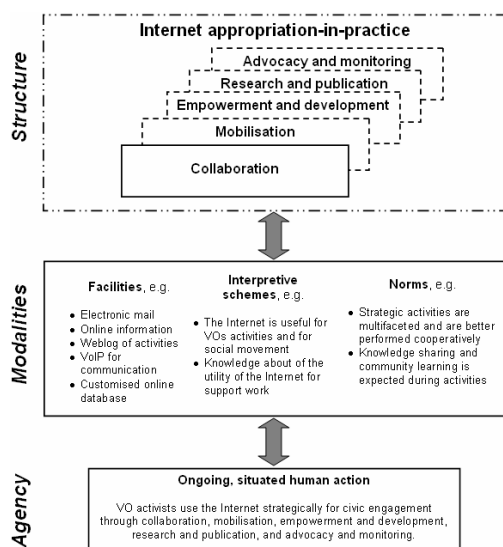 Structure
Internet appropriation-in-practice
Advocacy and monitoring
Research and publication
Empowerment and development
Mobilisation
Collaboration
Modalities
Facilities, e.g.
• Electronic mail
• Online information
• Weblog of activities
• VoIP for
communication
• Customised online
database
Interpretive
schemes, e.g.
• The Internet is useful for
VOs activities and for
social movement
• Knowledge about of the
utility of the Internet for
support work
Norms, e.g.
• Strategic activities are
multifaceted and are better
performed cooperatively
• Knowledge sharing and
community learning is
expected during activities
Agency
Ongoing, situated human action
VO activists use the Internet strategically for civic engagement
through collaboration, mobilisation, empowerment and development,
research and publication, and advocacy and monitoring.